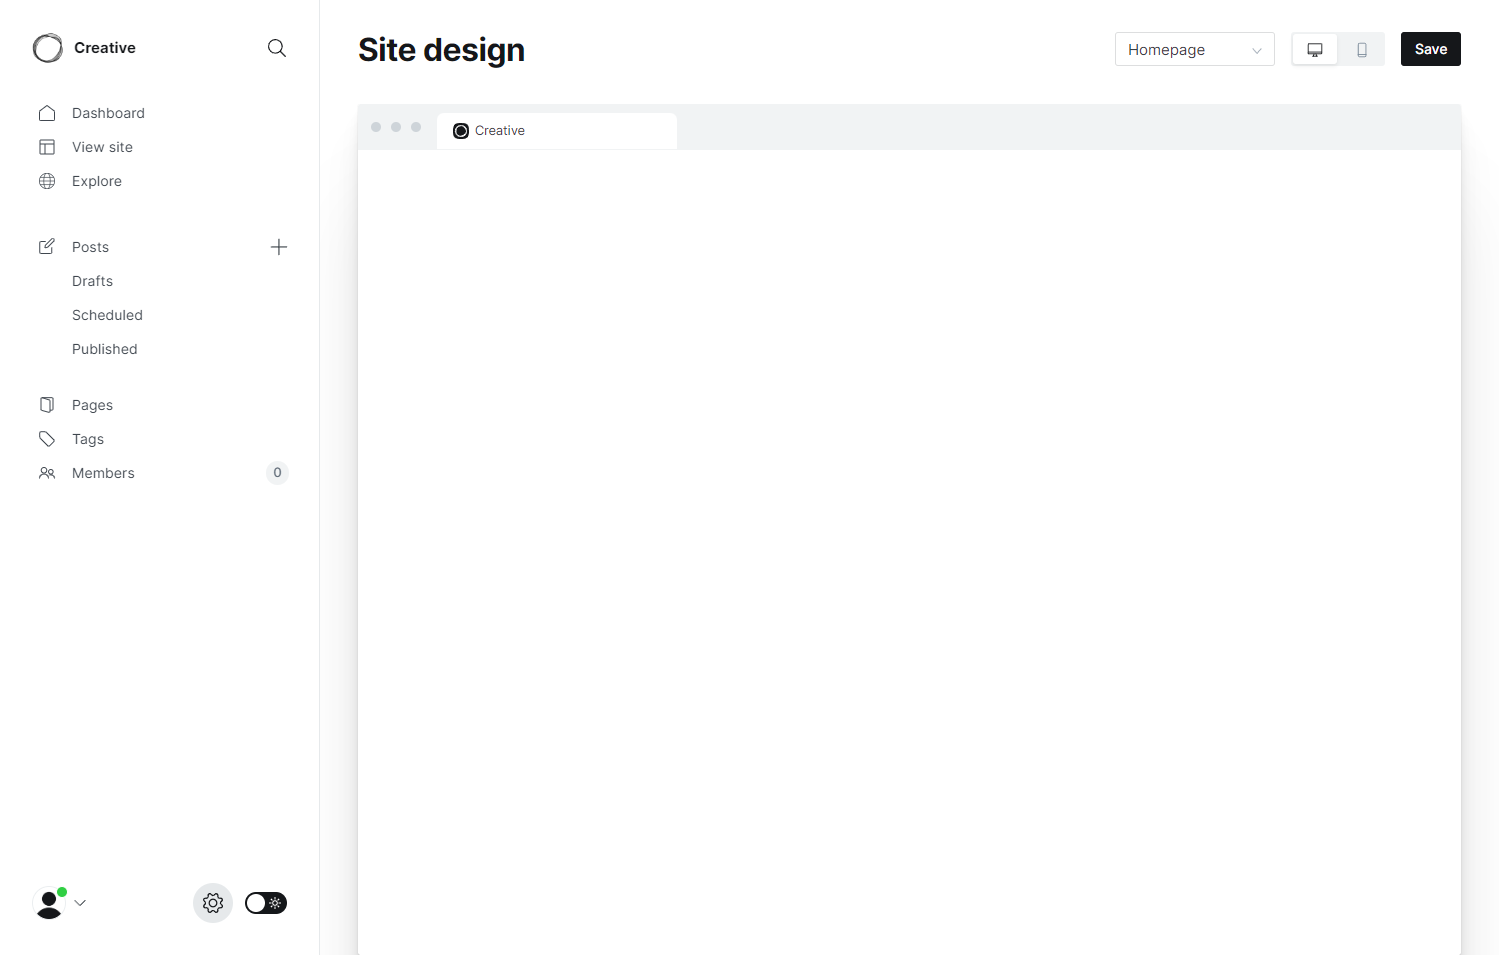 Creative
Dashboard
View site
Explore
Posts
Drafts
Scheduled
Published
Pages
Tags
Members
0
Site design
Homepage
Save
Creative